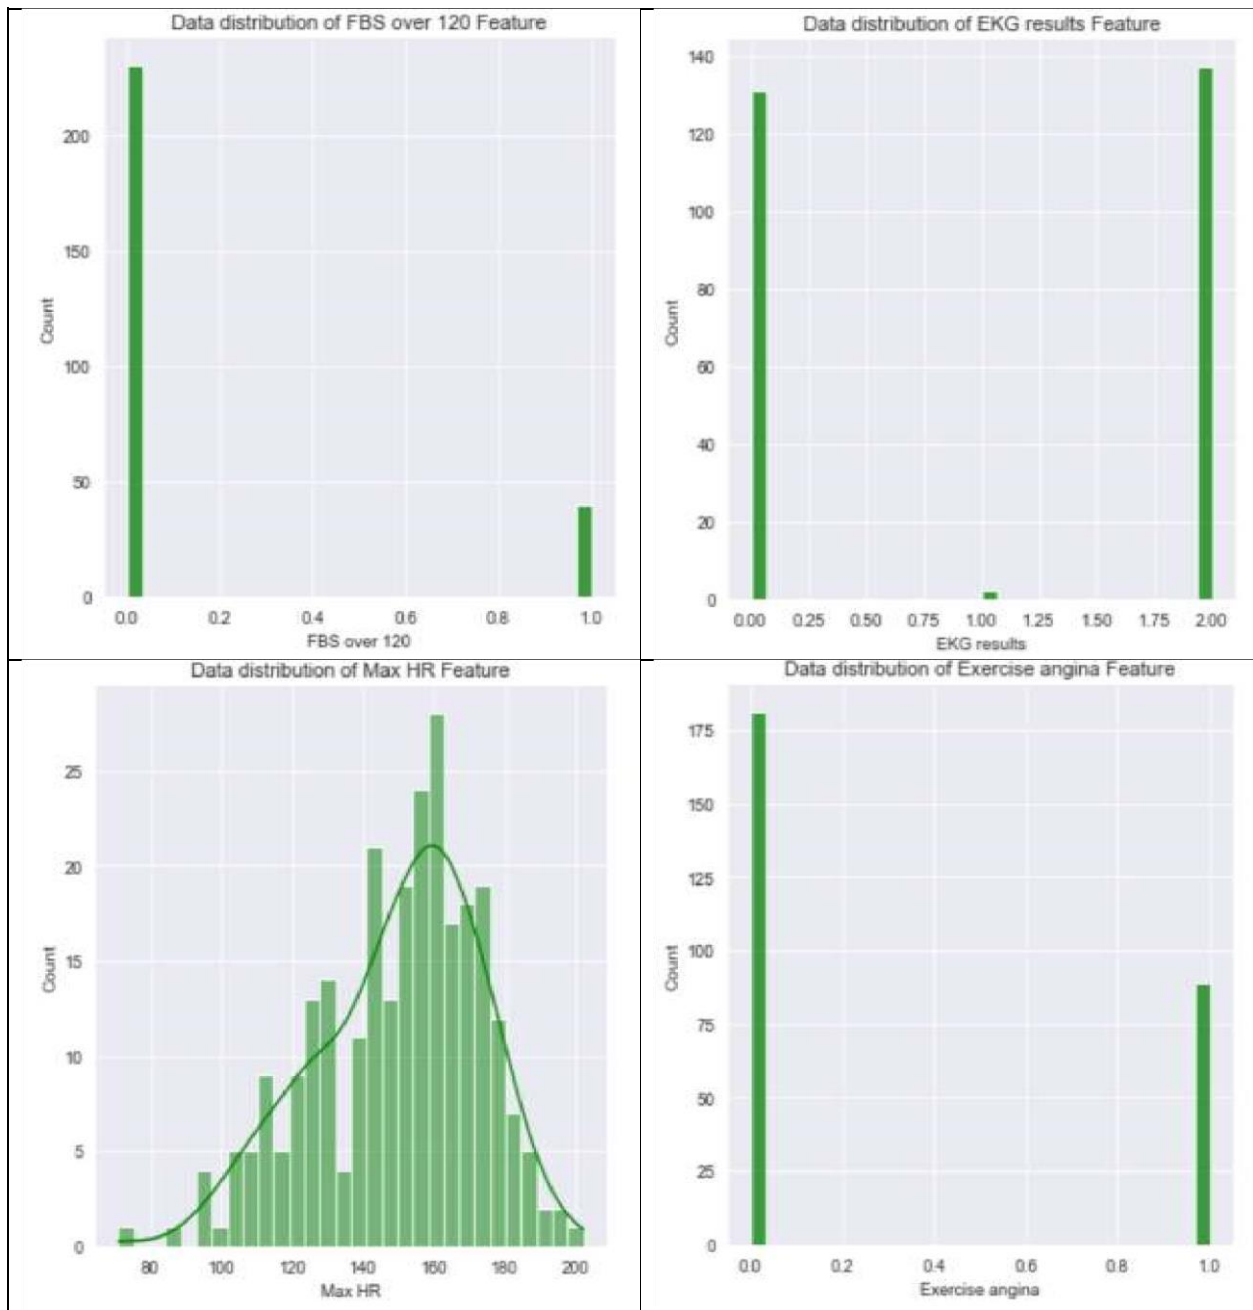 Data distribution of FBS over 120 Feature
200
150
100
50
0
Count
0.0 0.2 0.4 0.6 0.8 1.0
FBS over 120
Data distribution of EKG results Feature
140
120
100
80
60
40
20
0
Count
0.00 0.25 0.50 0.75 1.00 1.25 1.50 1.75 2.00
EKG results
Data distribution of Max HR Feature
25
20
15
10
5
0
Count
80 100 120 140 160 180 200
Max HR
Data distribution of Exercise angina Feature
175
150
125
100
75
50
25
0
Count
0.0 0.2 0.4 0.6 0.8 1.0
Exercise angina